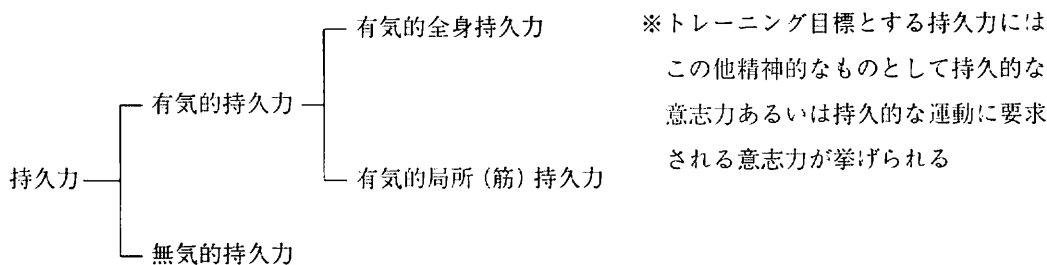 有気的全身持久力
有気的持久力
持久力
有気的局所(筋)持久力
無気的持久力
※トレーニング目標とする持久力には
この他精神的なものとして持久的な
意志力あるいは持久的な運動に要求
される意志力が挙げられる